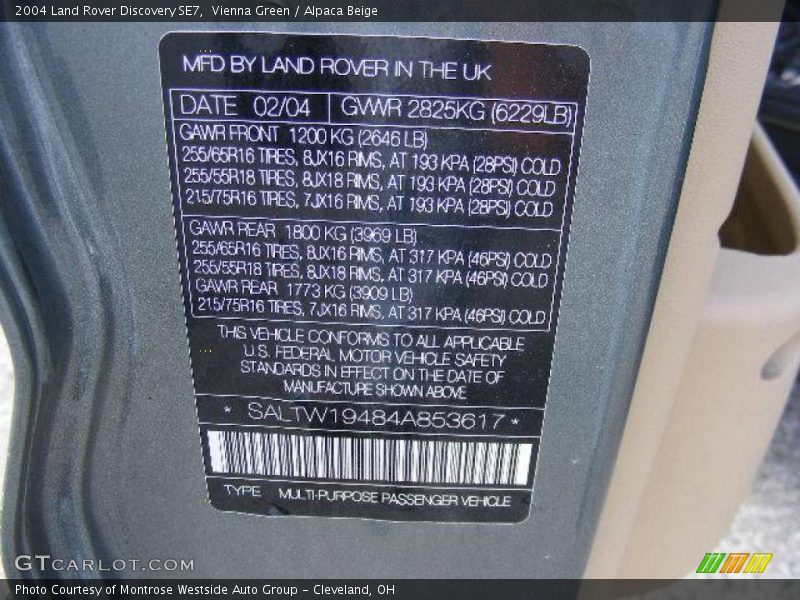 2004 Land Rover Discovery SE7,  Vienna Green / Alpaca Beige
MFD BY LAND ROVER IN THE UK
DATE 02/04 GVWR 2825KG (6229LB)
GAWR FRONT 1200 KG (2646 LB)
255/65R16 TIRES, 8JX16 RIMS, AT 193 KPA (28PSI) COLD
255/55R18 TIRES, 8JX18 RIMS, AT 193 KPA (28PSI) COLD
215/75R16 TIRES, 7JX16 RIMS, AT 193 KPA (28PSI) COLD
GAWR REAR 1800 KG (3969 LB)
255/65R16 TIRES, 8JX16 RIMS, AT 317 KPA (46PSI) COLD
255/55R18 TIRES, 8JX18 RIMS, AT 317 KPA (46PSI) COLD
GAWR REAR 1773 KG (3909 LB)
215/75R16 TIRES, 7JX16 RIMS, AT 317 KPA (46PSI) COLD
THIS VEHICLE CONFORMS TO ALL APPLICABLE
U.S. FEDERAL MOTOR VEHICLE SAFETY
STANDARDS IN EFFECT ON THE DATE OF
MANUFACTURE SHOWN ABOVE
* SALTW19484A853617 *
TYPE MULTI-PURPOSE PASSENGER VEHICLE
GTCARLOT.COM
Photo Courtesy of Montrose Westside Auto Group - Cleveland, OH